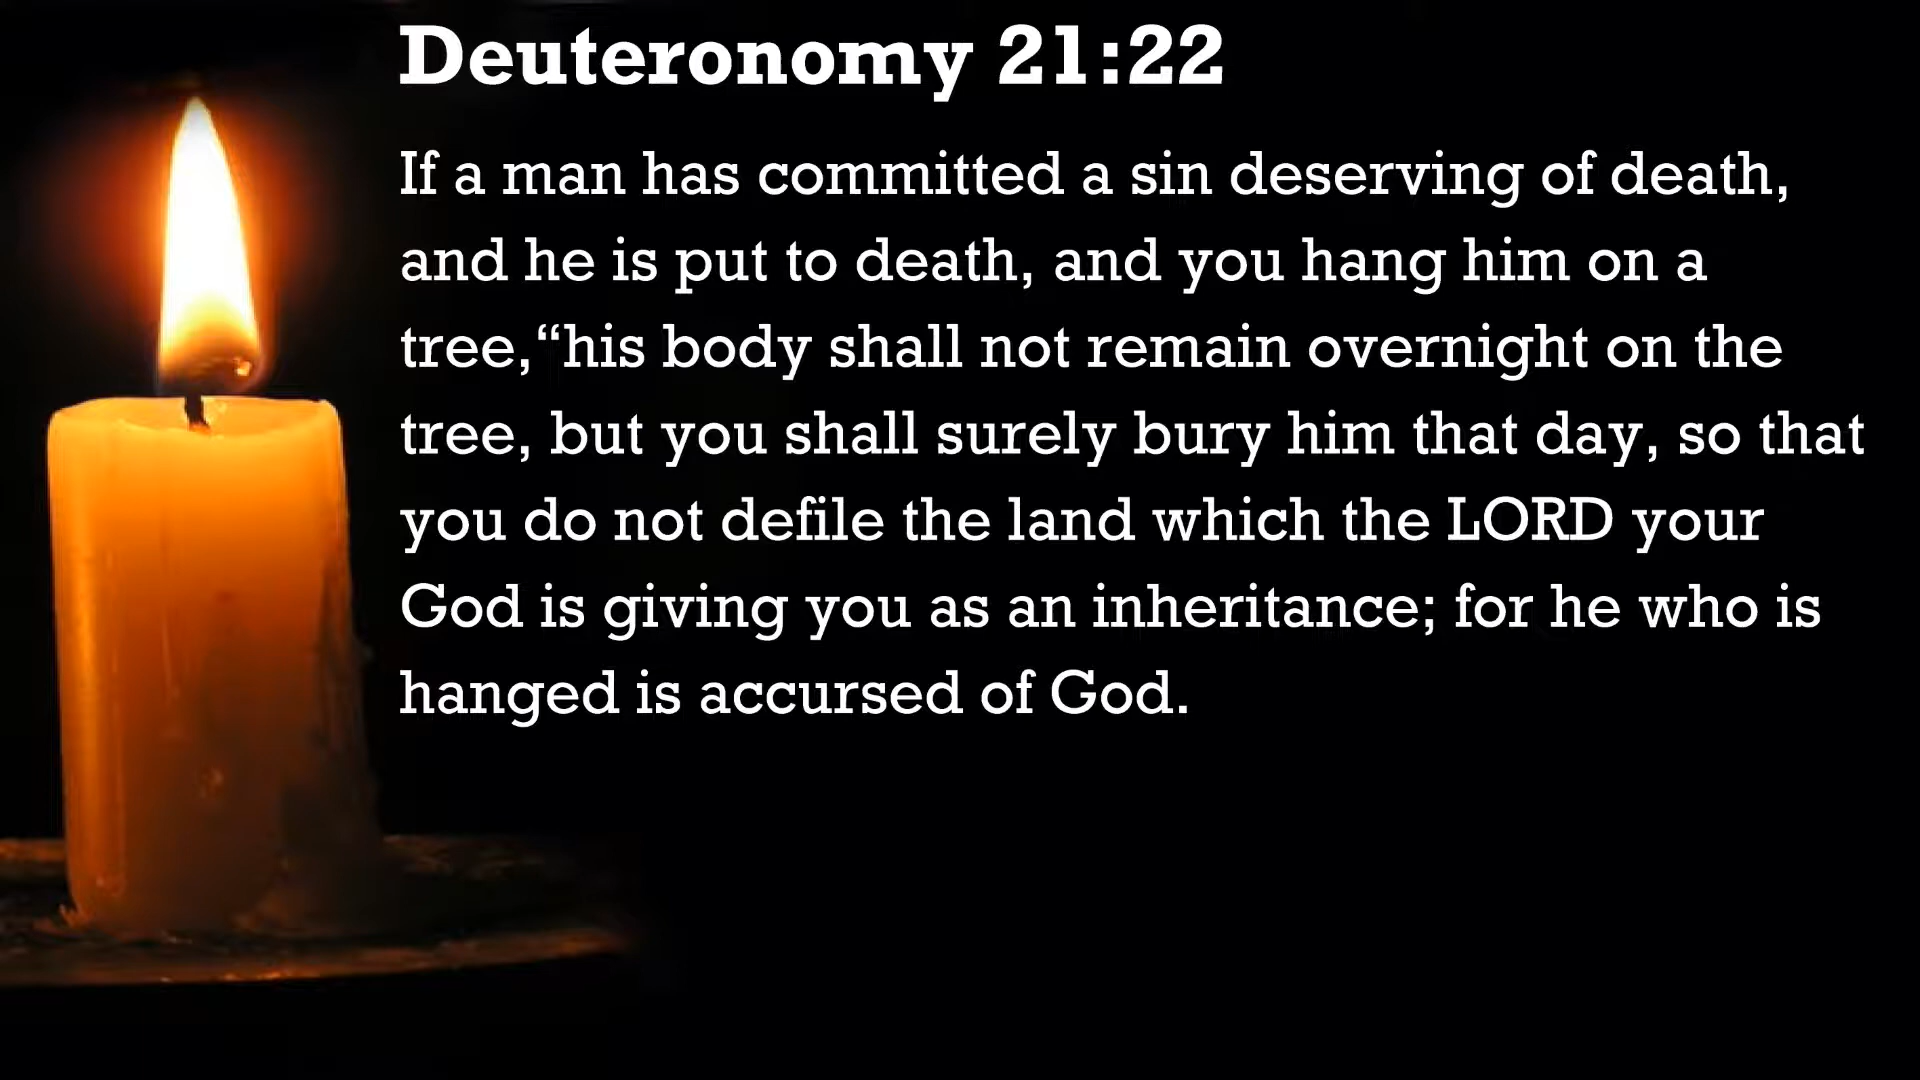 Deuteronomy 21:22
If a man has committed a sin deserving of death,
and he is put to death, and you hang him on a
tree,“his body shall not remain overnight on the
tree, but you shall surely bury him that day, so that
you do not defile the land which the LORD your
God is giving you as an inheritance; for he who is
hanged is accursed of God.